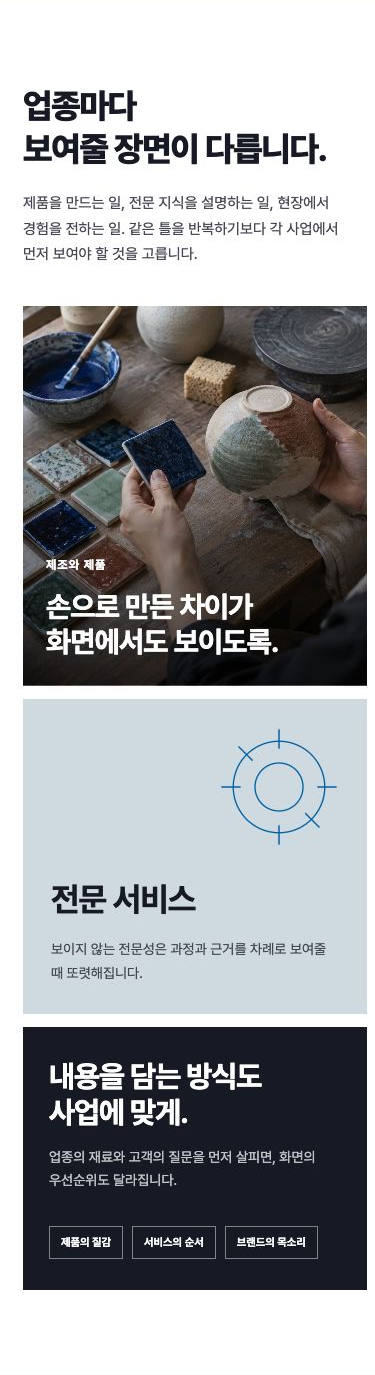 업종마다
보여줄 장면이 다릅니다.
제품을 만드는 일, 전문 지식을 설명하는 일, 현장에서
경험을 전하는 일. 같은 틀을 반복하기보다 각 사업에서
먼저 보여야 할 것을 고릅니다.
제조와 제품
손으로 만든 차이가
화면에서도 보이도록.
전문 서비스
보이지 않는 전문성은 과정과 근거를 차례로 보여줄
때 또렷해집니다.
내용을 담는 방식도
사업에 맞게.
업종의 재료와 고객의 질문을 먼저 살피면, 화면의
우선순위도 달라집니다.
제품의 질감
서비스의 순서
브랜드의 목소리